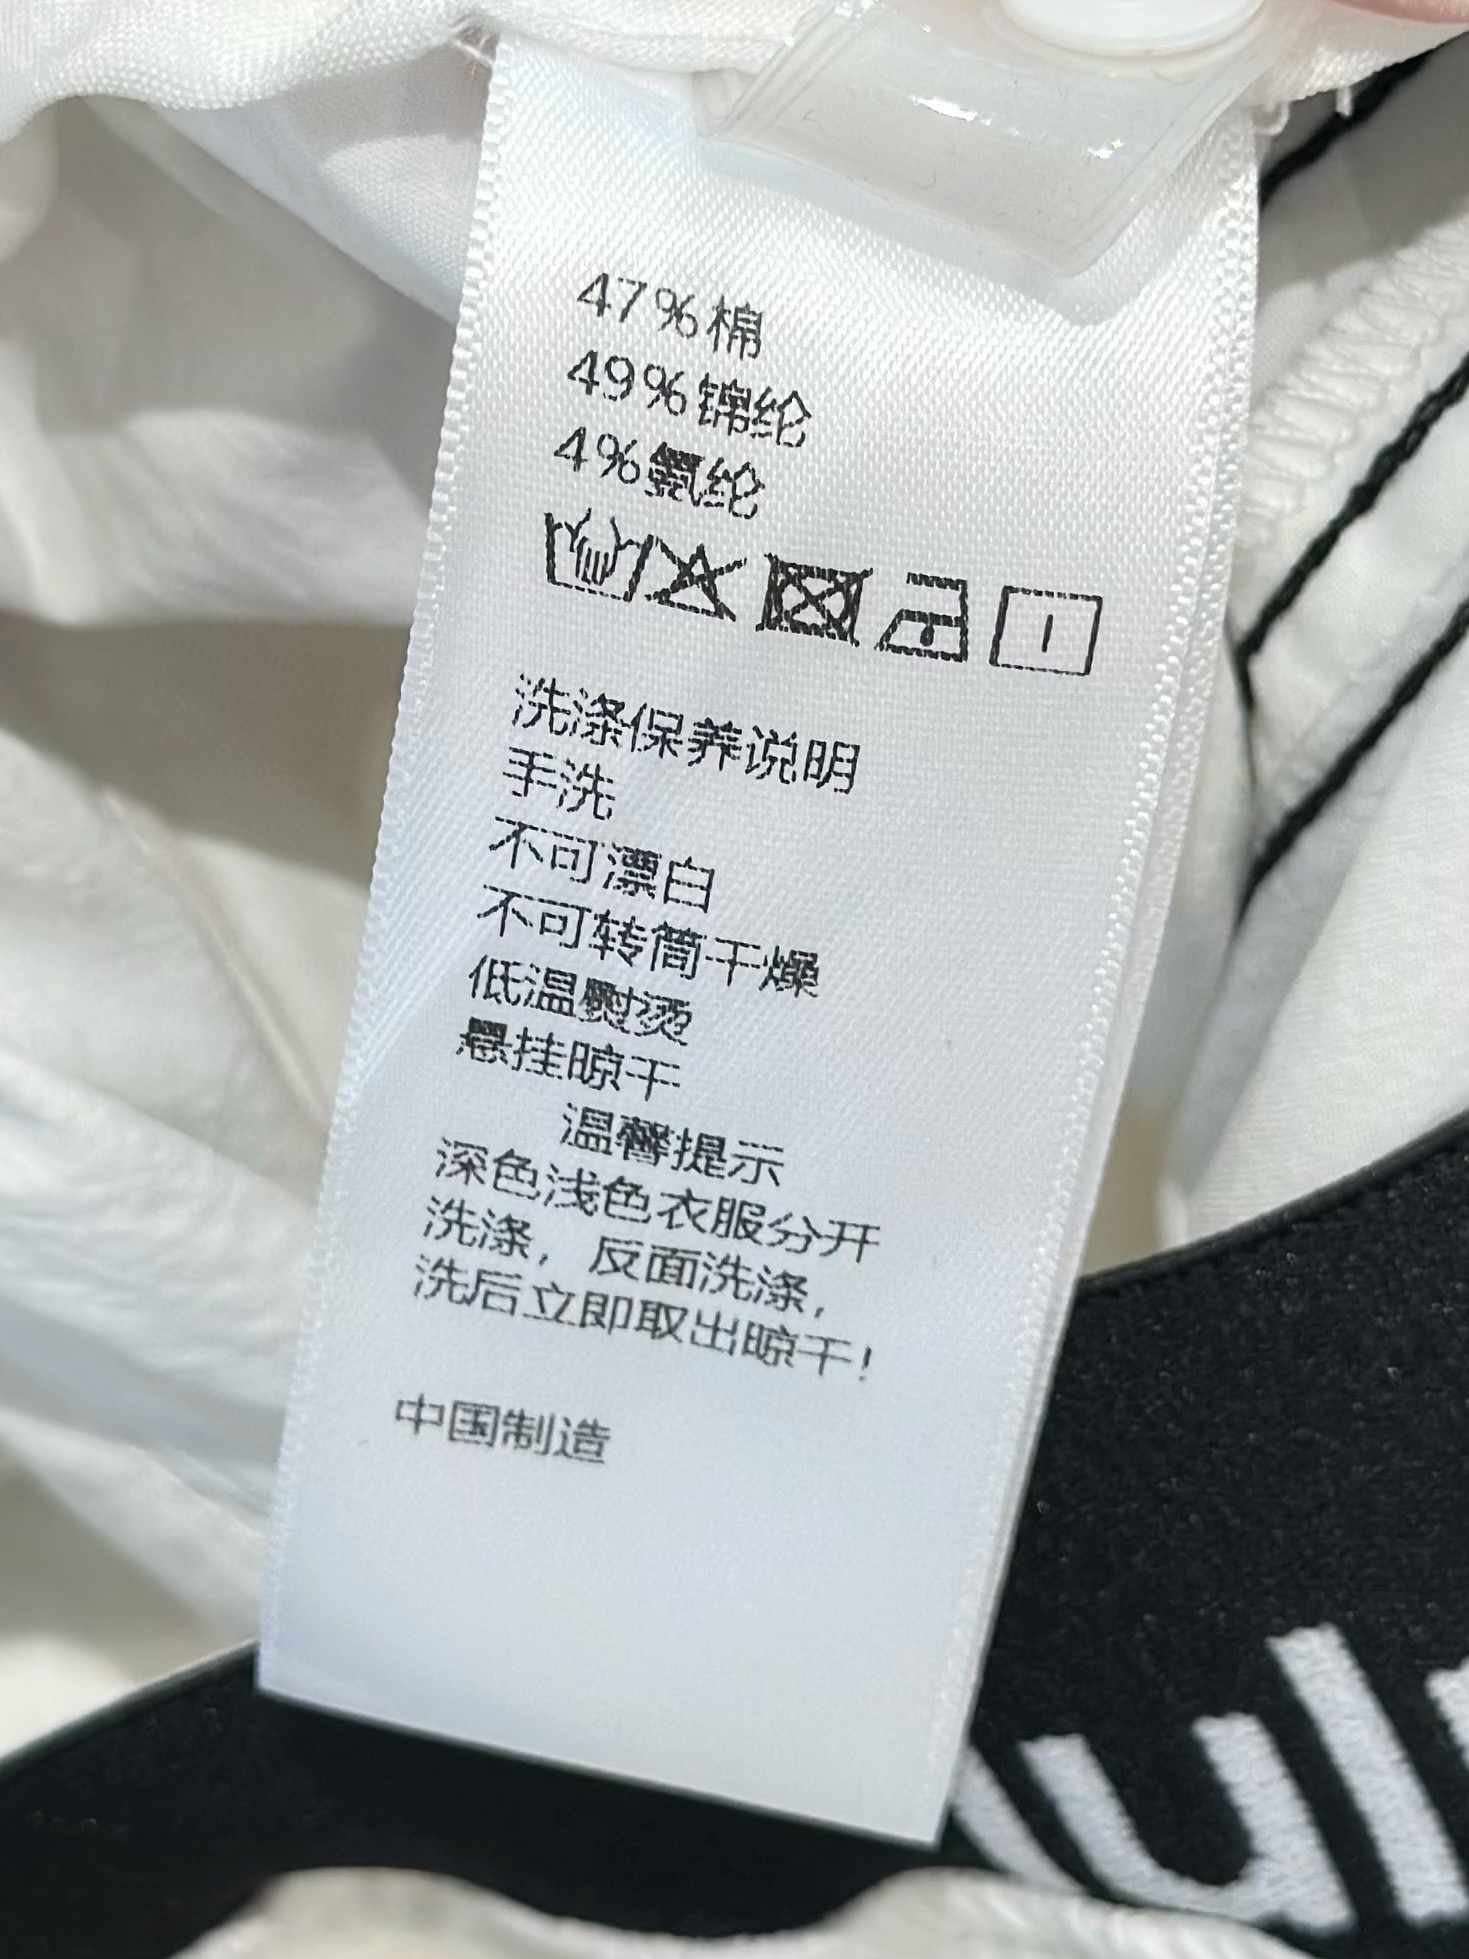 47%棉
49%锦纶
4%氨纶
洗涤保养说明
手洗
不可漂白
不可转筒干燥
低温熨烫
悬挂晾干
温馨提示
深色浅色衣服分开
洗涤，反面洗涤，
洗后立即取出晾干！
中国制造